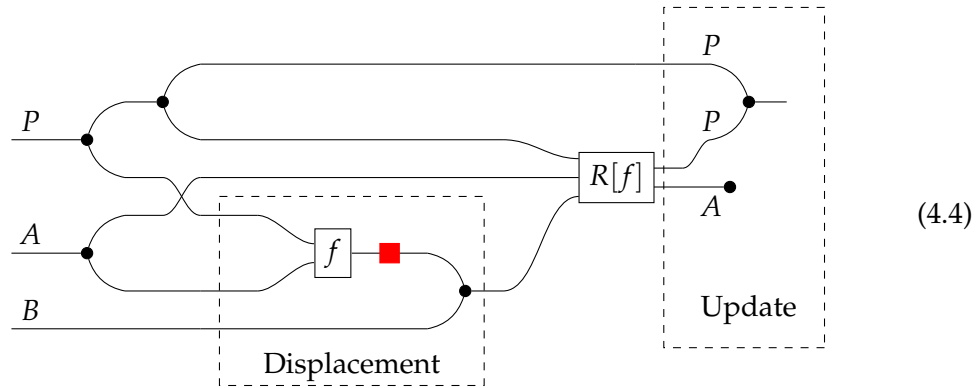 P
P
P
R[f]
A
A
(4.4)
f
B
Update
Displacement